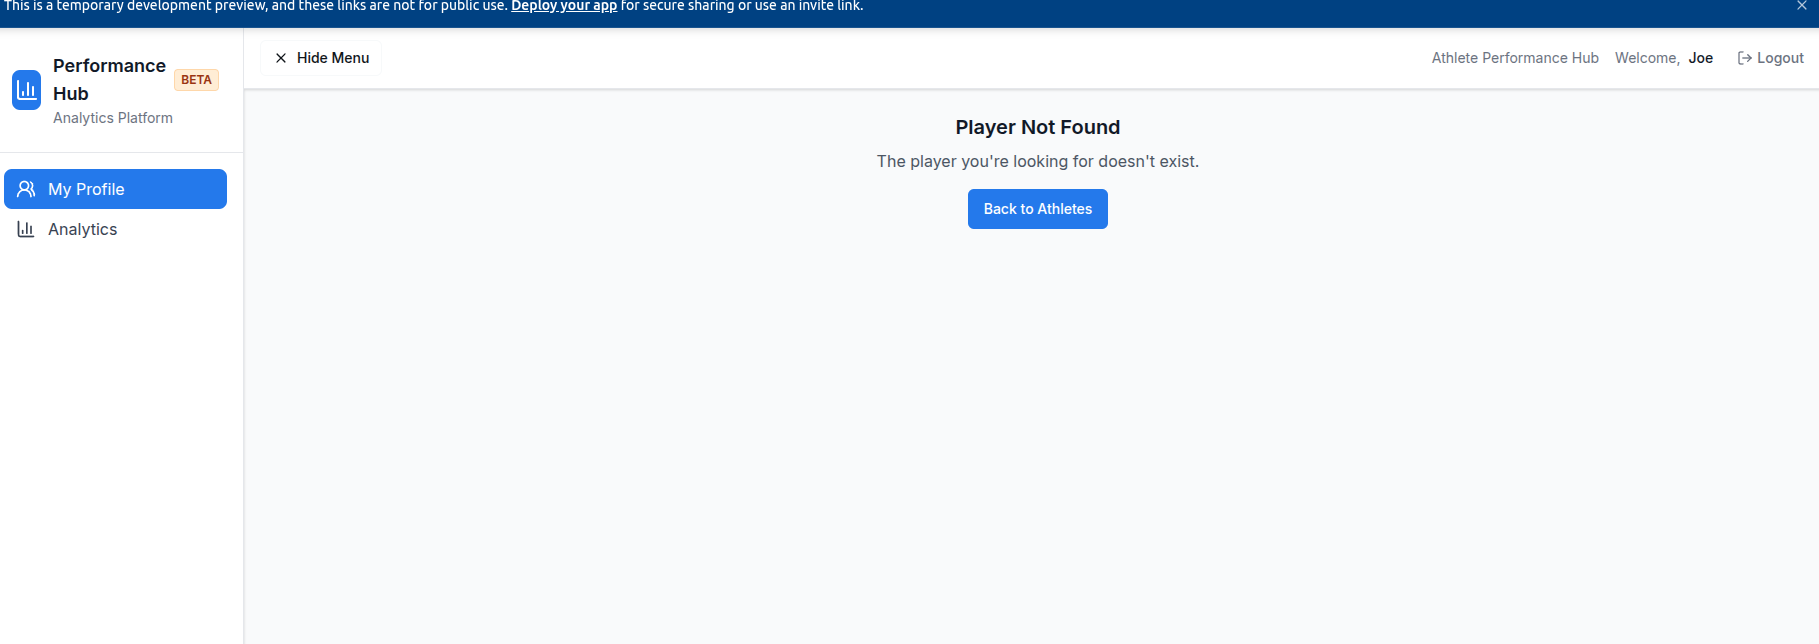 This is a temporary development preview, and these links are not for public use. Deploy your app for secure sharing or use an invite link.
Performance
Hub
BETA
Analytics Platform
Hide Menu
Athlete Performance Hub
Welcome, Joe
Logout
My Profile
Analytics
Player Not Found
The player you're looking for doesn't exist.
Back to Athletes